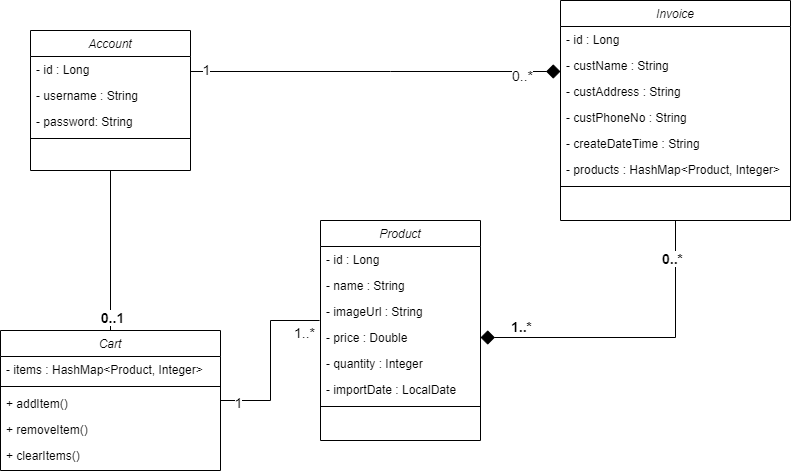 Account
- id : Long
- username : String
- password: String
1
0..*
Invoice
- id : Long
- custName : String
- custAddress : String
- custPhoneNo : String
- createDateTime : String
- products : HashMap<Product, Integer>
0..*
Product
- id : Long
- name : String
- imageUrl : String
- price : Double
- quantity : Integer
- importDate : LocalDate
1..*
1..*
0..1
Cart
- items : HashMap<Product, Integer>
+ addItem()
+ removeItem()
+ clearItems()
1